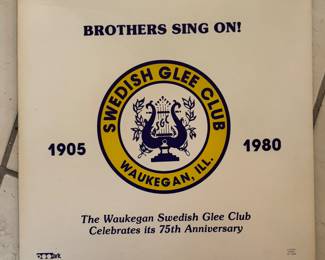 BROTHERS SING ON!
SWEDISH GLEE CLUB
1905
1980
WAUKEGAN, ILL.
The Waukegan Swedish Glee Club
Celebrates its 75th Anniversary